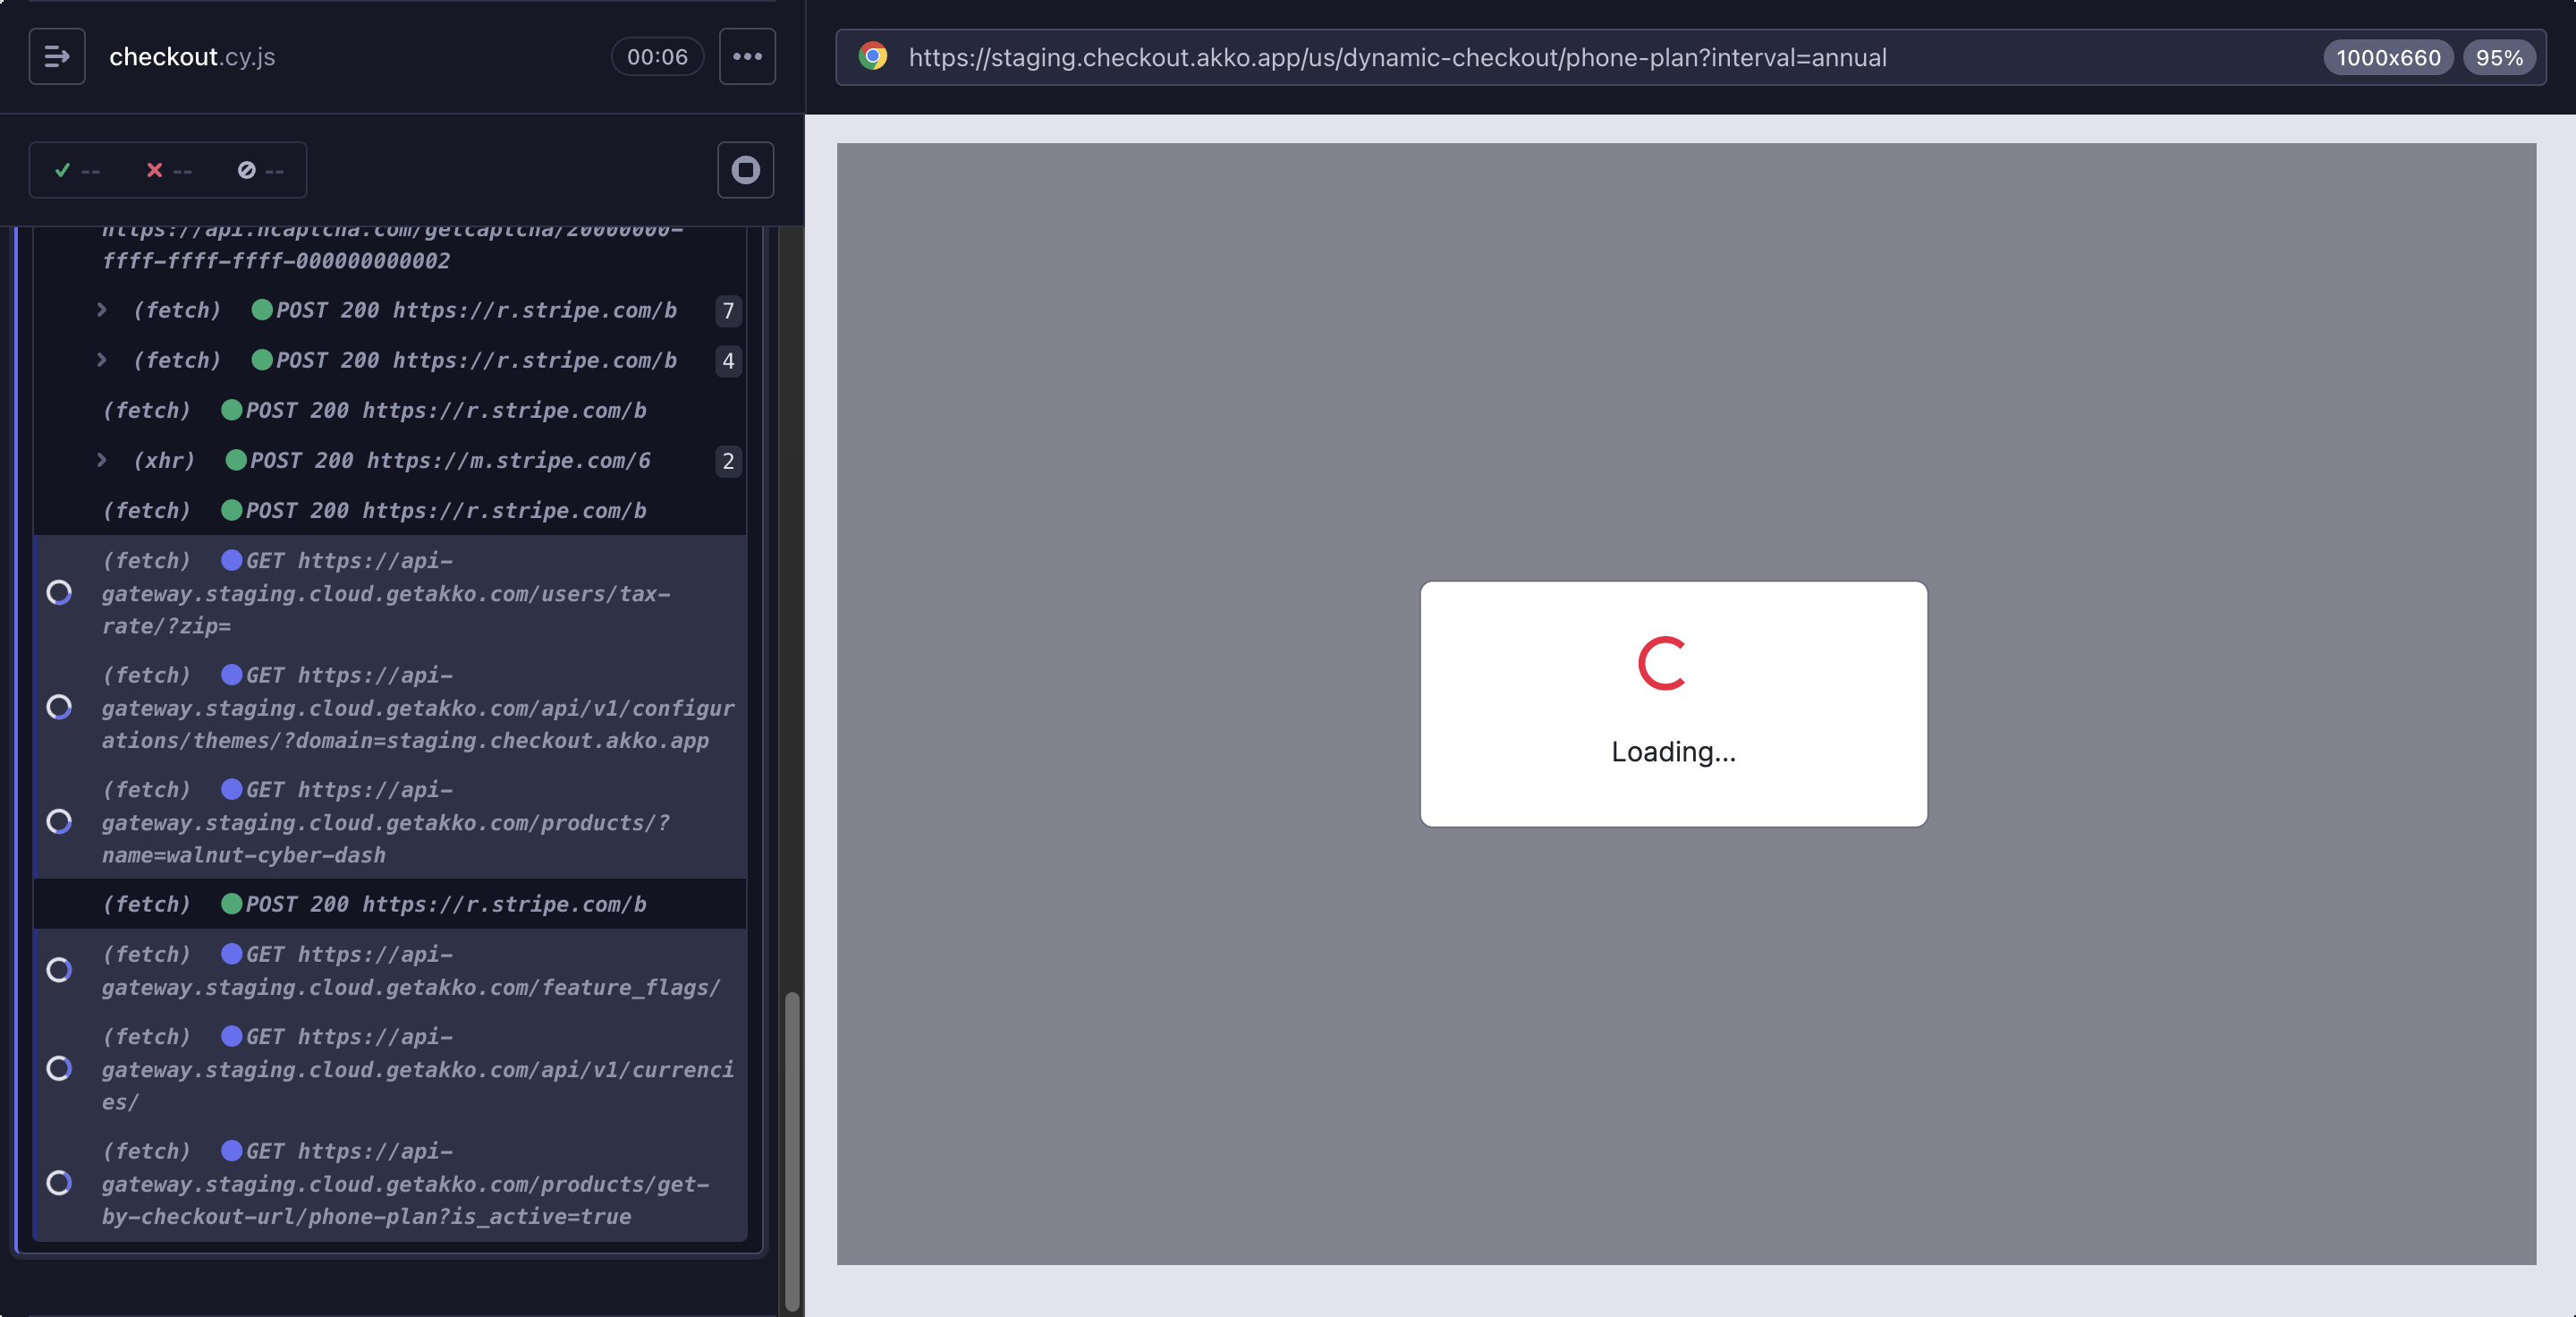 checkout.cy.js
00:06
https://staging.checkout.akko.app/us/dynamic-checkout/phone-plan?interval=annual
1000x660
95%
--
--
--
https://api.hcaptcha.com/getcaptcha/20000000-
ffff-ffff-ffff-000000000002
(fetch) POST 200 https://r.stripe.com/b 7
(fetch) POST 200 https://r.stripe.com/b 4
(fetch) POST 200 https://r.stripe.com/b
(xhr) POST 200 https://m.stripe.com/6 2
(fetch) POST 200 https://r.stripe.com/b
(fetch) GET https://api-
gateway.staging.cloud.getakko.com/users/tax-
rate/?zip=
(fetch) GET https://api-
gateway.staging.cloud.getakko.com/api/v1/configur
ations/themes/?domain=staging.checkout.akko.app
(fetch) GET https://api-
gateway.staging.cloud.getakko.com/products/?
name=walnut-cyber-dash
(fetch) POST 200 https://r.stripe.com/b
(fetch) GET https://api-
gateway.staging.cloud.getakko.com/feature_flags/
(fetch) GET https://api-
gateway.staging.cloud.getakko.com/api/v1/currenci
es/
(fetch) GET https://api-
gateway.staging.cloud.getakko.com/products/get-
by-checkout-url/phone-plan?is_active=true
Loading...